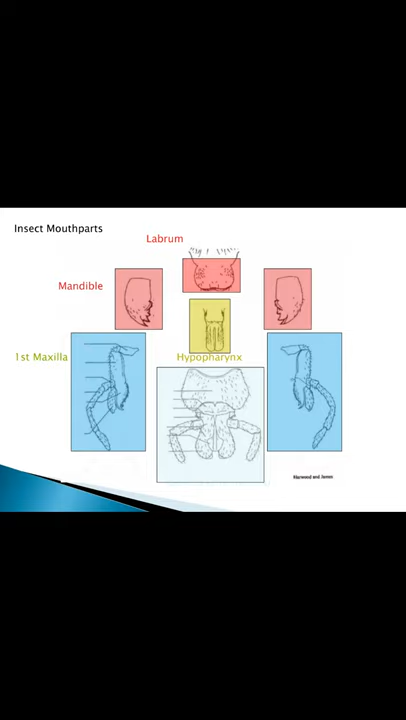 Insect Mouthparts
Labrum
Mandible
1st Maxilla
Hypopharynx
Harwood and James